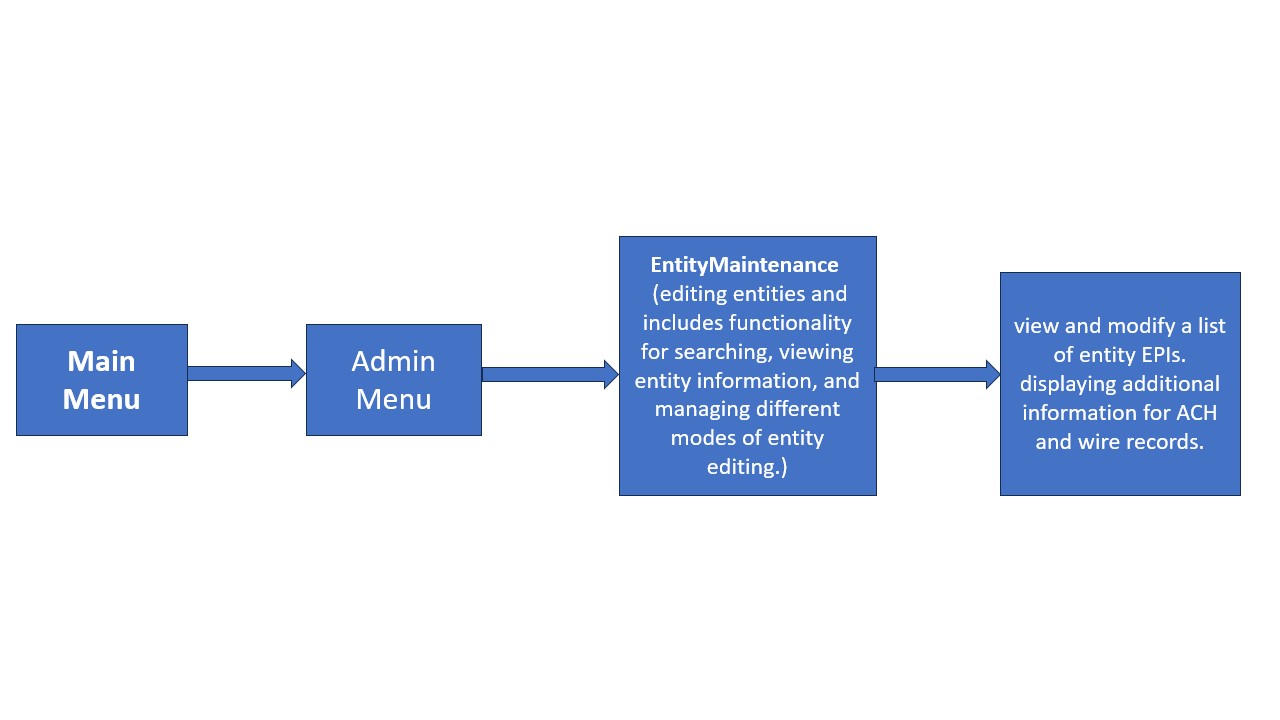 Main
Menu
Admin
Menu
EntityMaintenance
(editing entities and
includes functionality
for searching, viewing
entity information, and
managing different
modes of entity
editing.)
view and modify a list
of entity EPIs.
displaying additional
information for ACH
and wire records.